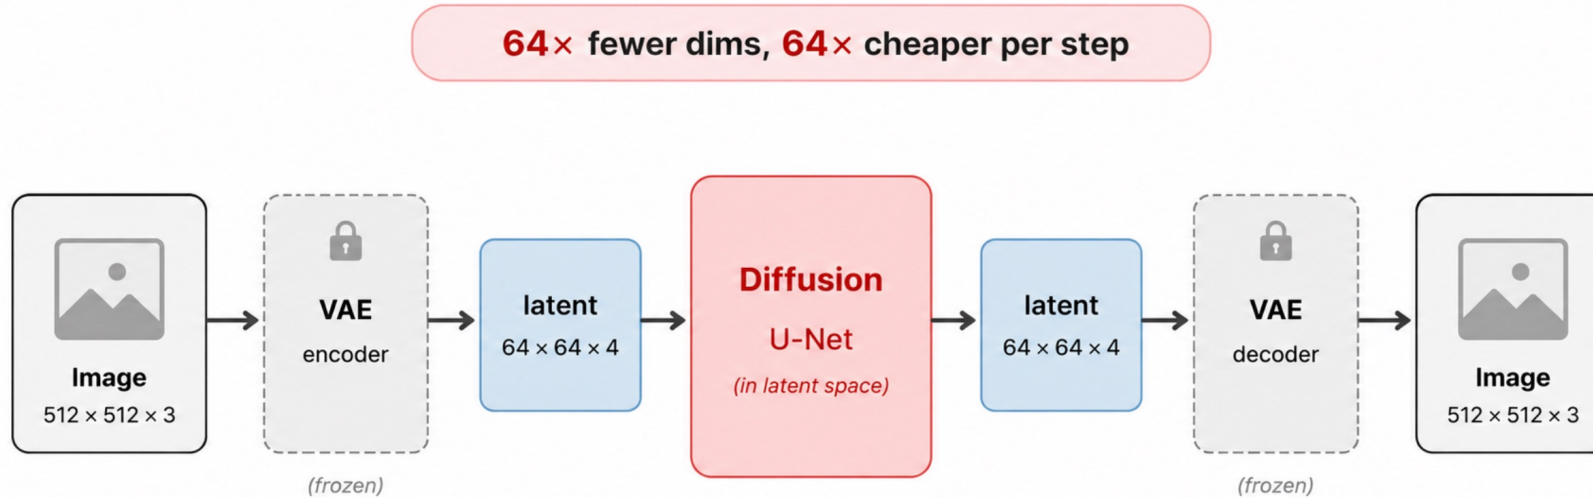 64× fewer dims, 64× cheaper per step
Image
512 × 512 × 3
VAE
encoder
(frozen)
latent
64 × 64 × 4
Diffusion
U-Net
(in latent space)
latent
64 × 64 × 4
VAE
decoder
(frozen)
Image
512 × 512 × 3